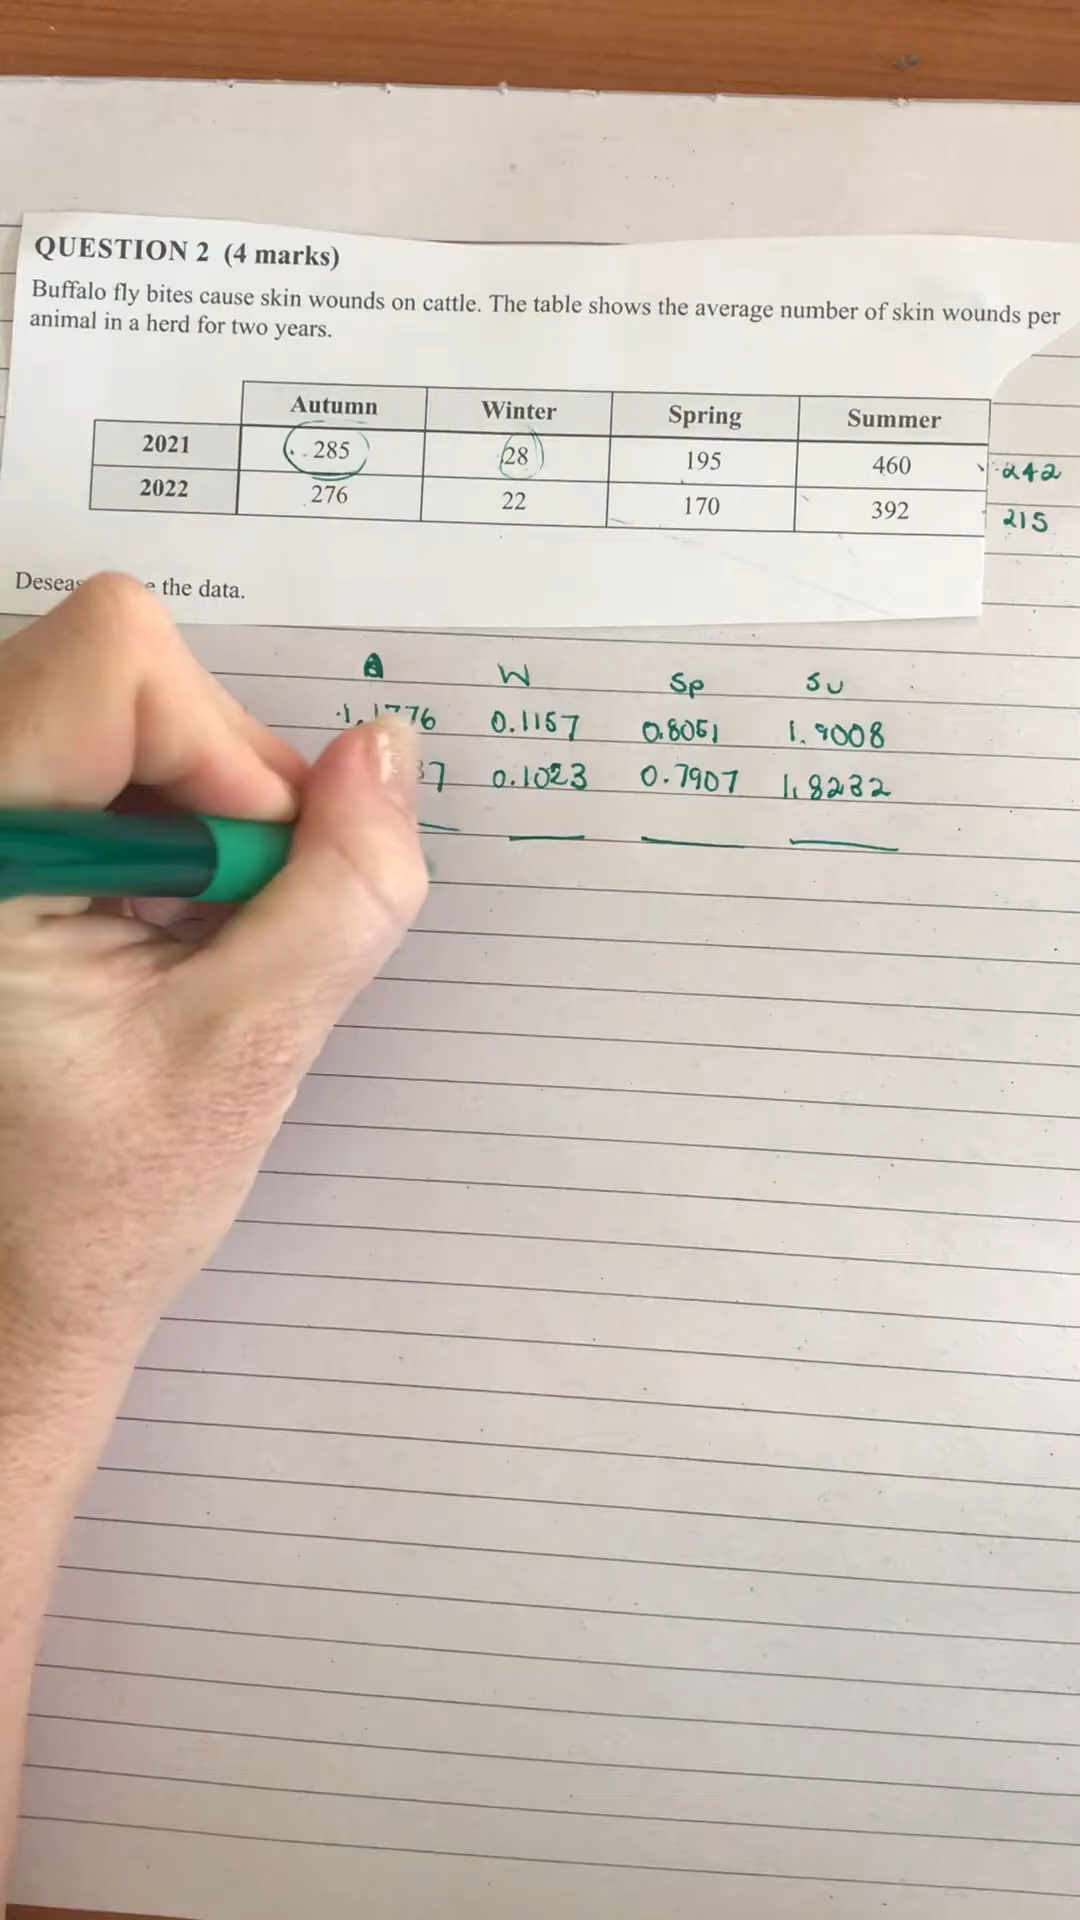 QUESTION 2 (4 marks)
Buffalo fly bites cause skin wounds on cattle. The table shows the average number of skin wounds per
animal in a herd for two years.
Autumn Winter Spring Summer
2021 285 28 195 460 242
2022 276 22 170 392 215
the data.
A W Sp Su
1.1776 0.1157 0.8051 1.9008
37 0.1023 0.7907 1.8232